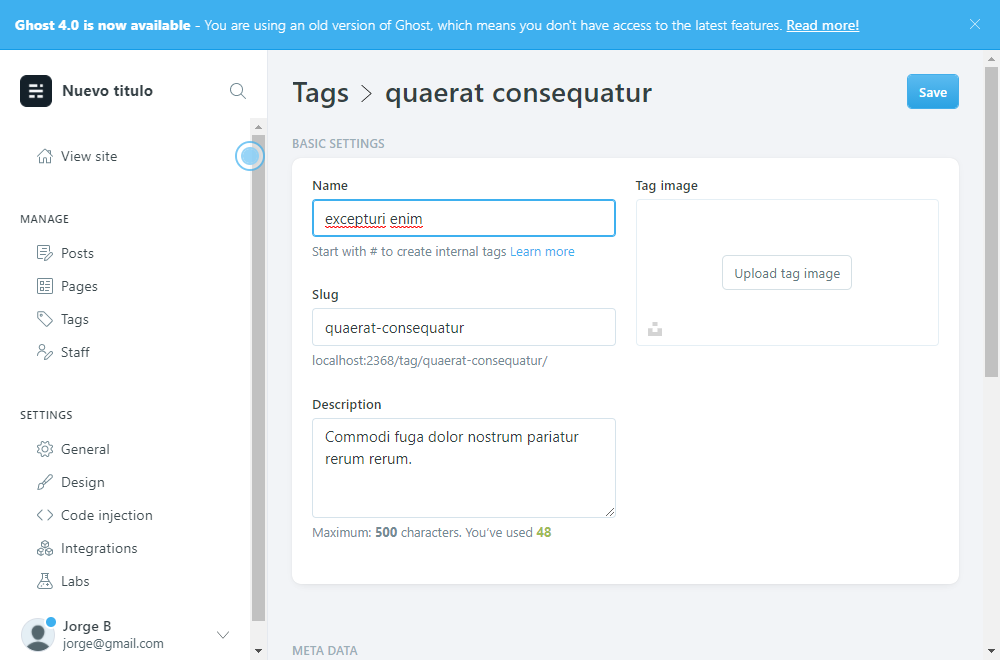 Ghost 4.0 is now available - You are using an old version of Ghost, which means you don't have access to the latest features. Read more!
Nuevo titulo
View site
MANAGE
Posts
Pages
Tags
Staff
SETTINGS
General
Design
Code injection
Integrations
Labs
Jorge B
jorge@gmail.com
Tags > quaerat consequatur
Save
BASIC SETTINGS
Name
excepturi enim
Start with # to create internal tags Learn more
Slug
quaerat-consequatur
localhost:2368/tag/quaerat-consequatur/
Description
Commodi fuga dolor nostrum pariatur
rerum rerum.
Maximum: 500 characters. You’ve used 48
Tag image
Upload tag image
META DATA